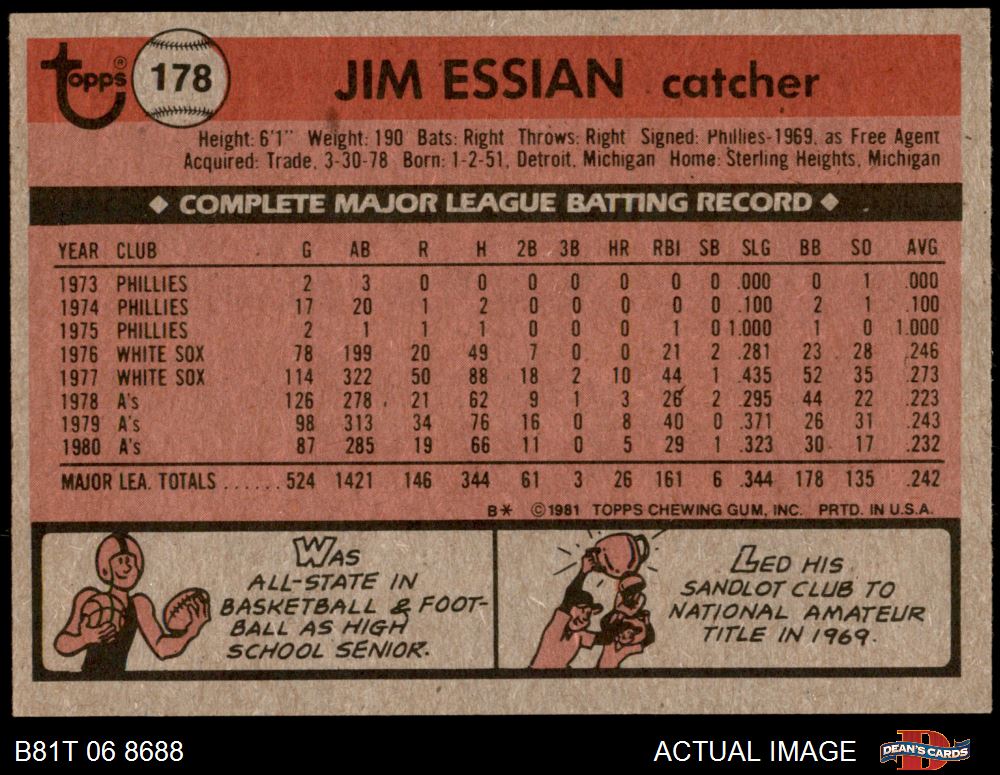 topps® 178 JIM ESSIAN catcher
Height: 6'1" Weight: 190 Bats: Right Throws: Right Signed: Phillies-1969, as Free Agent
Acquired: Trade, 3-30-78 Born: 1-2-51, Detroit, Michigan Home: Sterling Heights, Michigan
◆ COMPLETE MAJOR LEAGUE BATTING RECORD ◆
YEAR CLUB G AB R H 2B 3B HR RBI SB SLG BB SO AVG
1973 PHILLIES 2 3 0 0 0 0 0 0 0 .000 0 1 .000
1974 PHILLIES 17 20 1 2 0 0 0 0 0 .100 2 1 .100
1975 PHILLIES 2 1 1 1 0 0 0 1 0 1.000 1 0 1.000
1976 WHITE SOX 78 199 20 49 7 0 0 21 2 .281 23 28 .246
1977 WHITE SOX 114 322 50 88 18 2 10 44 1 .435 52 35 .273
1978 A's 126 278 21 62 9 1 3 26 2 .295 44 22 .223
1979 A's 98 313 34 76 16 0 8 40 0 .371 26 31 .243
1980 A's 87 285 19 66 11 0 5 29 1 .323 30 17 .232
MAJOR LEA. TOTALS ...... 524 1421 146 344 61 3 26 161 6 .344 178 135 .242
B* ©1981 TOPPS CHEWING GUM, INC. PRTD. IN U.S.A.
WAS
ALL-STATE IN
BASKETBALL & FOOT-
BALL AS HIGH
SCHOOL SENIOR.
LED HIS
SANDLOT CLUB TO
NATIONAL AMATEUR
TITLE IN 1969.
B81T 06 8688 ACTUAL IMAGE DEAN'S CARDS